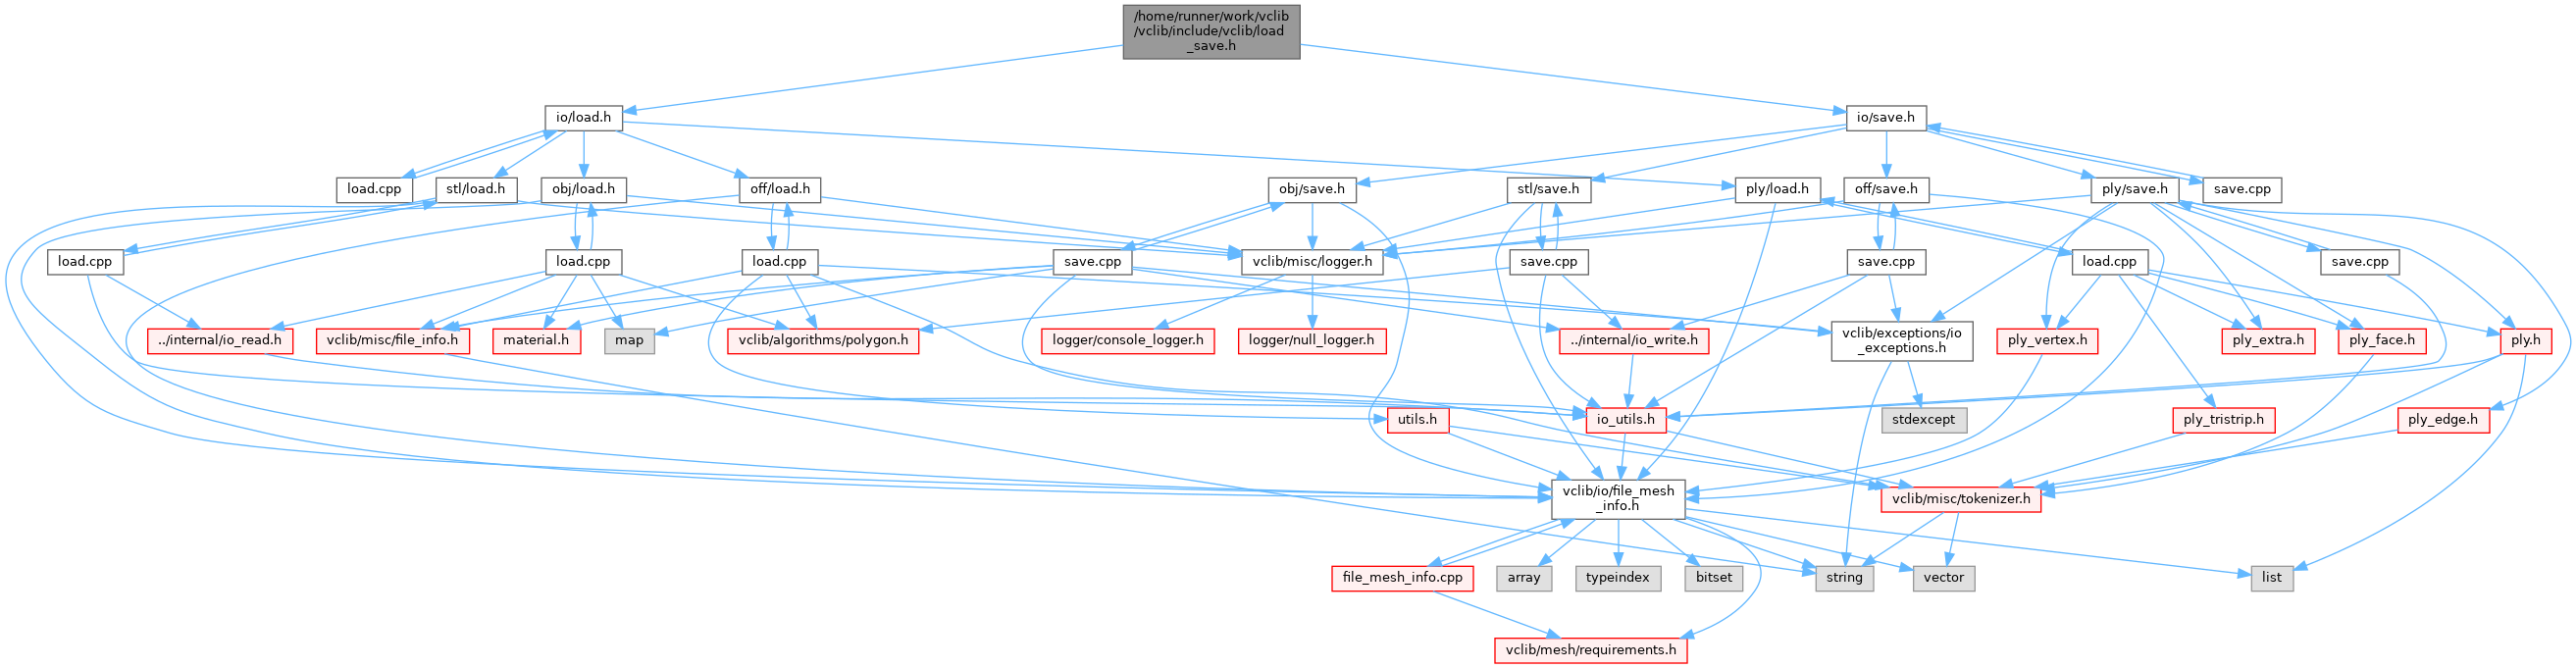 /home/runner/work/vclib
/vclib/include/vclib/load
_save.h
io/load.h
io/save.h
load.cpp
stl/load.h
obj/load.h
off/load.h
obj/save.h
stl/save.h
ply/load.h
off/save.h
ply/save.h
save.cpp
load.cpp
load.cpp
load.cpp
save.cpp
vclib/misc/logger.h
save.cpp
save.cpp
load.cpp
save.cpp
../internal/io_read.h
vclib/misc/file_info.h
material.h
map
vclib/algorithms/polygon.h
logger/console_logger.h
logger/null_logger.h
../internal/io_write.h
vclib/exceptions/io
_exceptions.h
ply_vertex.h
ply_extra.h
ply_face.h
ply.h
utils.h
io_utils.h
stdexcept
ply_tristrip.h
ply_edge.h
vclib/io/file_mesh
_info.h
vclib/misc/tokenizer.h
file_mesh_info.cpp
array
typeindex
bitset
string
vector
list
vclib/mesh/requirements.h